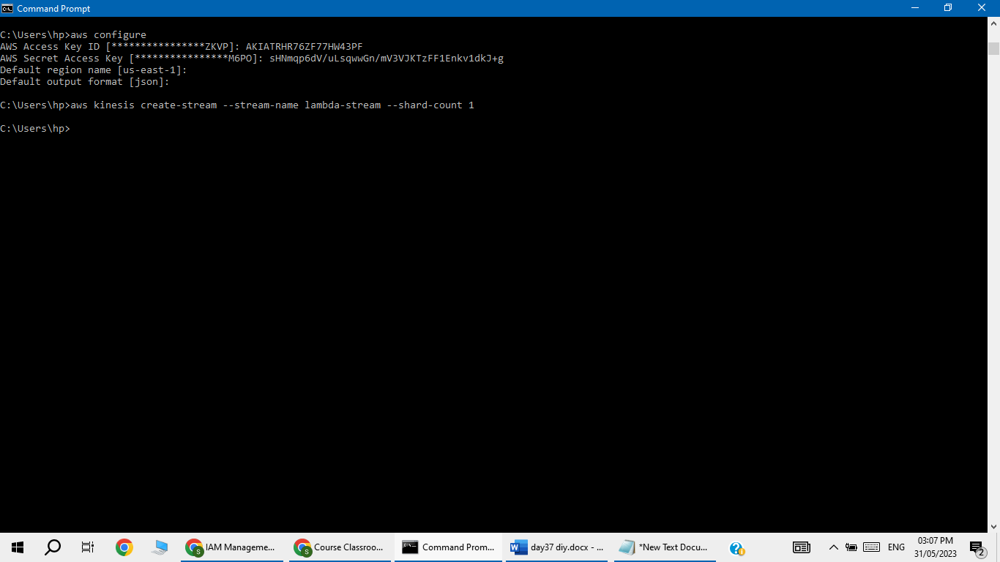 Command Prompt
C:\Users\hp>aws configure
AWS Access Key ID [****************ZKVP]: AKIATRHR76ZF77HW43PF
AWS Secret Access Key [****************M6PO]: 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
Default region name [us-east-1]:
Default output format [json]:
C:\Users\hp>aws kinesis create-stream --stream-name lambda-stream --shard-count 1
C:\Users\hp>
IAM Manageme... Course Classroo... Command Prom... day37 diy.docx - ... *New Text Docu... ENG 03:07 PM
31/05/2023 2